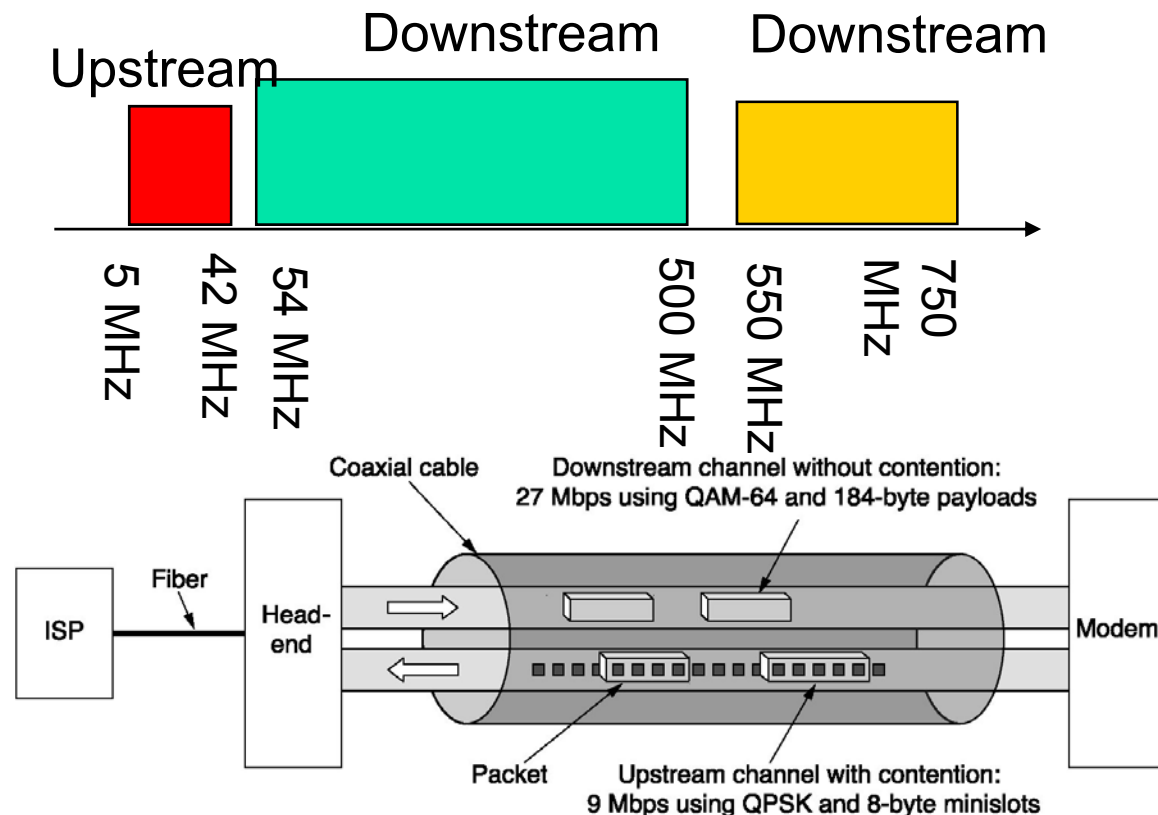 Upstream
Downstream
Downstream
5 MHz
42 MHz
54 MHz
500 MHz
550 MHz
750
MHz
Coaxial cable
Downstream channel without contention:
27 Mbps using QAM-64 and 184-byte payloads
Fiber
ISP
Head-
end
Modem
Packet
Upstream channel with contention:
9 Mbps using QPSK and 8-byte minislots